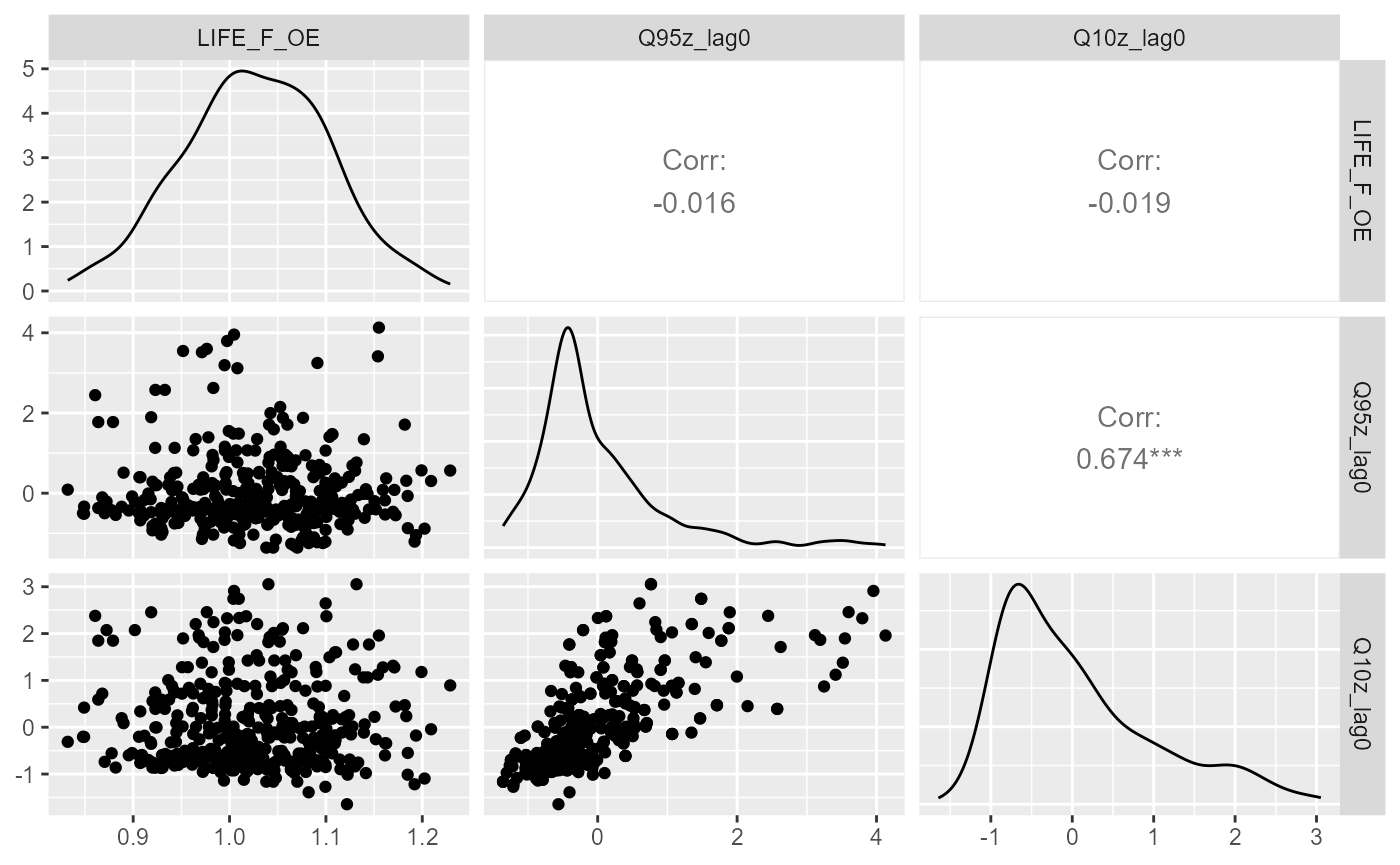 LIFE_F_OE
Q95z_lag0
Q10z_lag0
5
4
3
2
1
0
Corr:
-0.016
Corr:
-0.019
LIFE_F_OE
4
2
0
Corr:
0.674***
Q95z_lag0
3
2
1
0
-1
Q10z_lag0
0.9 1.0 1.1 1.2
0 2 4
-1 0 1 2 3